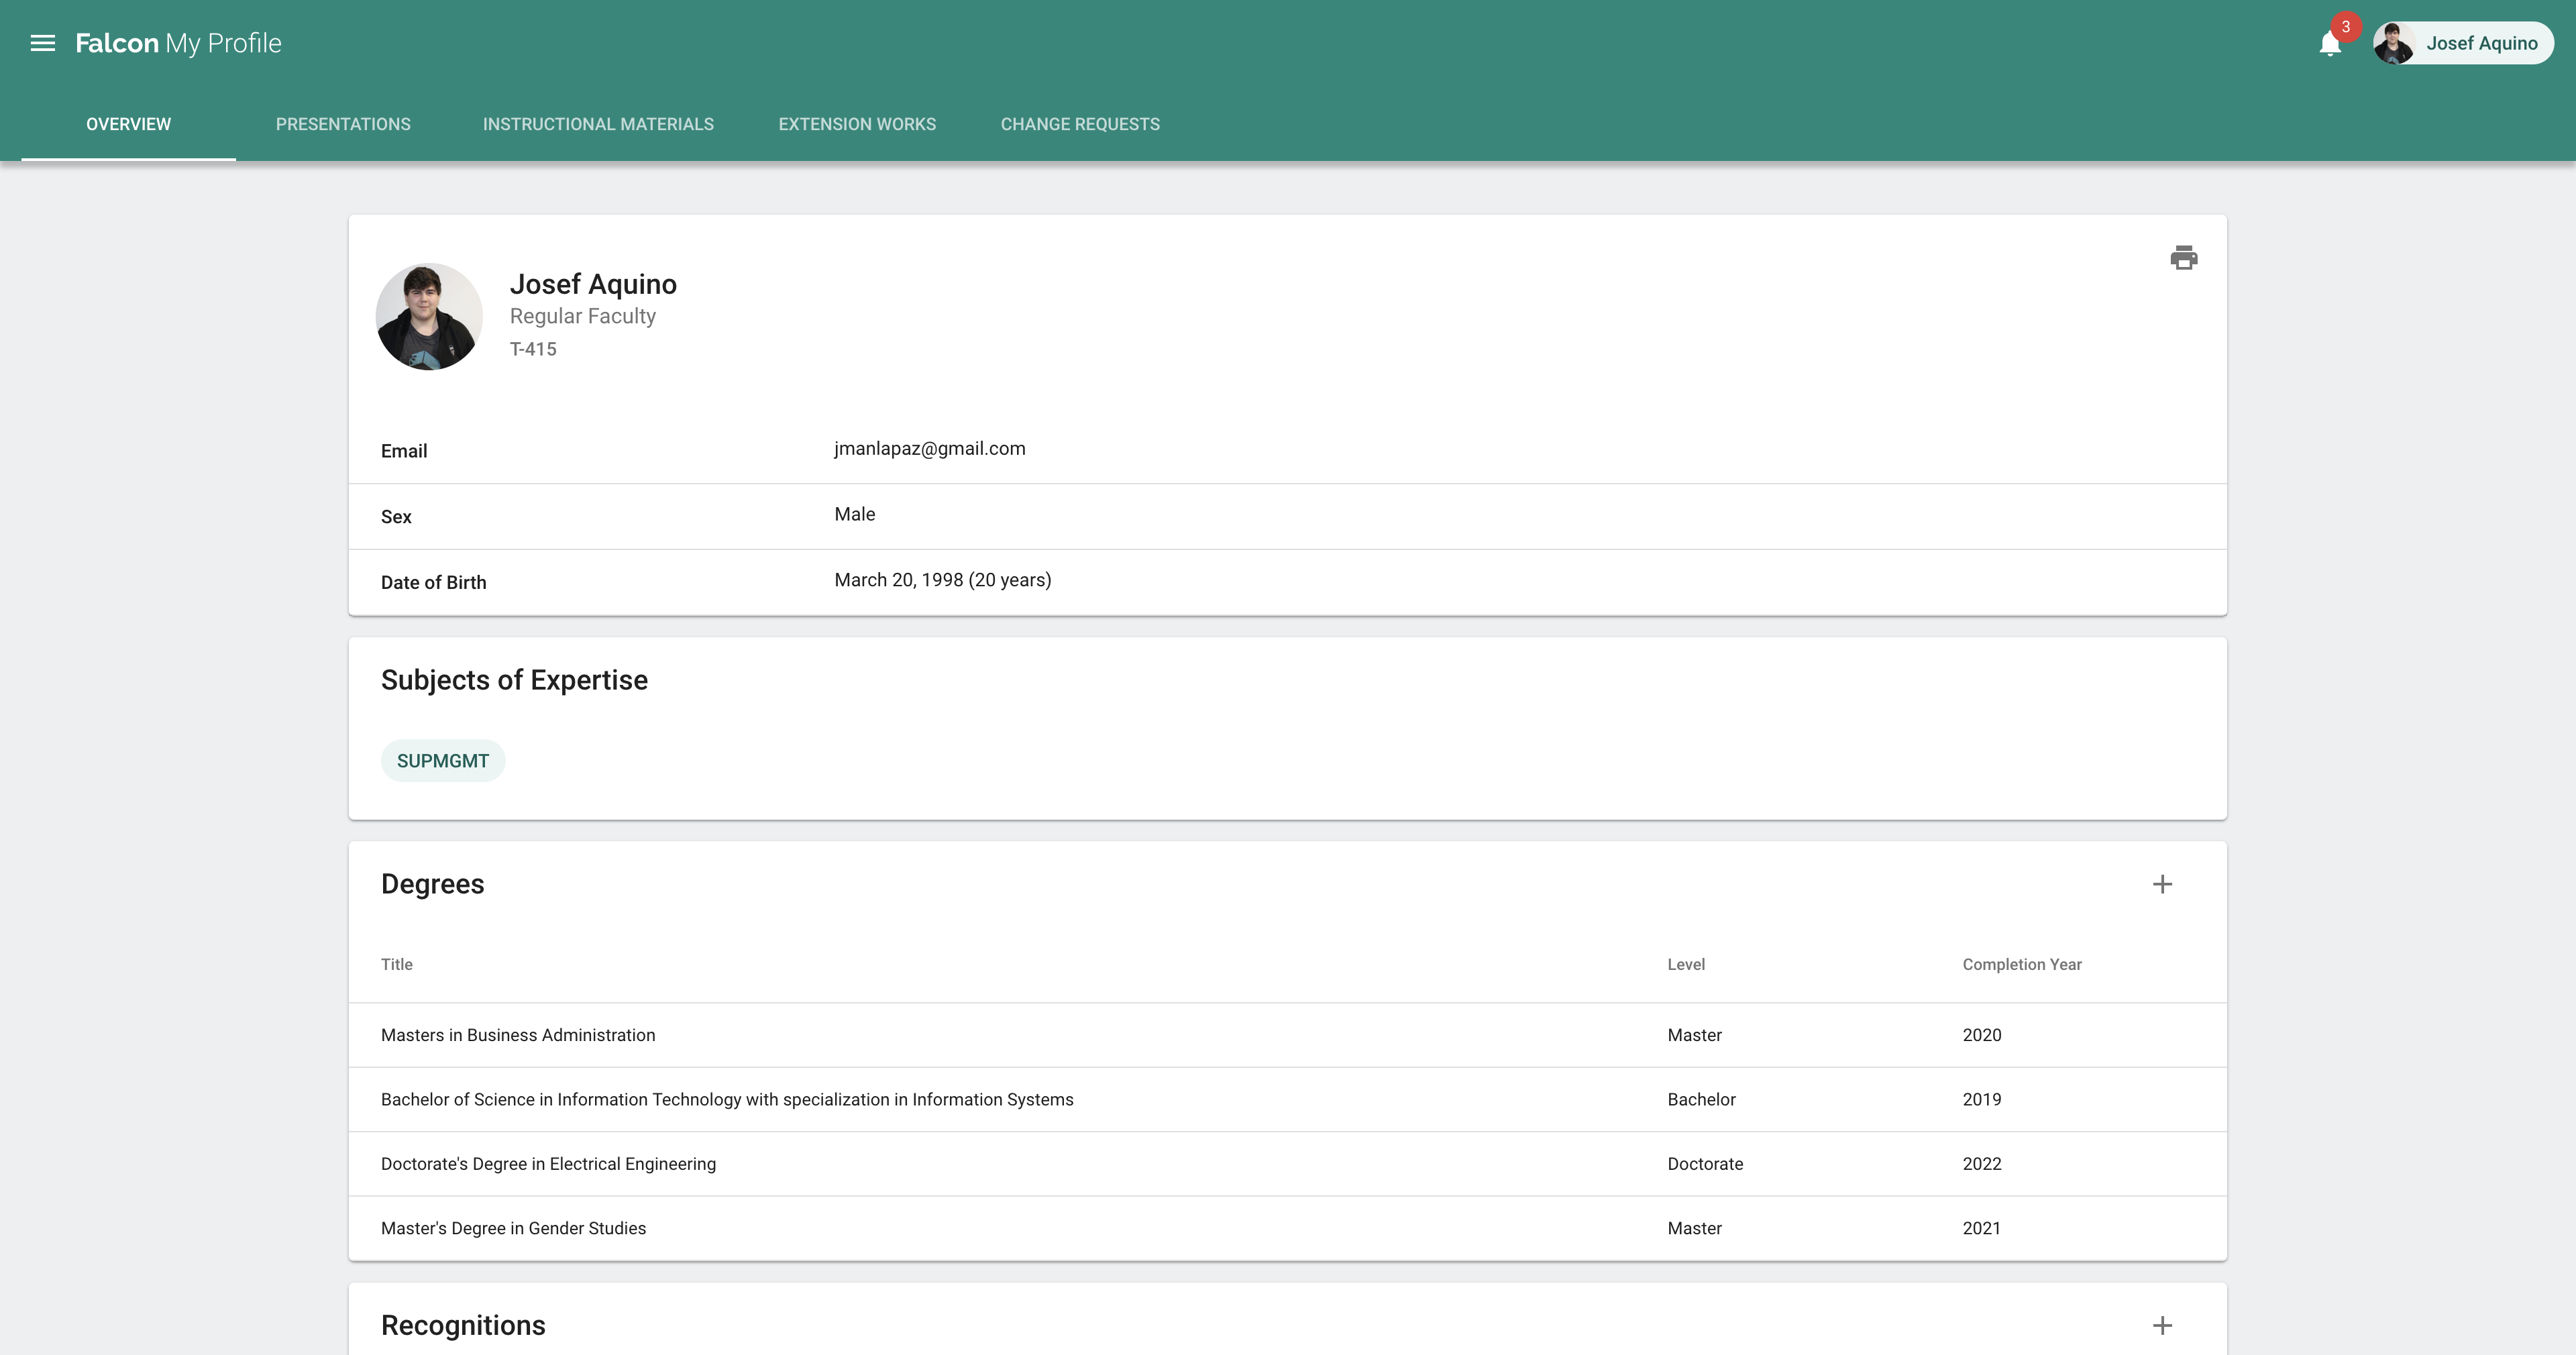 Falcon My Profile
3
Josef Aquino
OVERVIEW PRESENTATIONS INSTRUCTIONAL MATERIALS EXTENSION WORKS CHANGE REQUESTS
Josef Aquino
Regular Faculty
T-415
Email jmanlapaz@gmail.com
Sex Male
Date of Birth March 20, 1998 (20 years)
Subjects of Expertise
SUPMGMT
Degrees
Title Level Completion Year
Masters in Business Administration Master 2020
Bachelor of Science in Information Technology with specialization in Information Systems Bachelor 2019
Doctorate's Degree in Electrical Engineering Doctorate 2022
Master's Degree in Gender Studies Master 2021
Recognitions